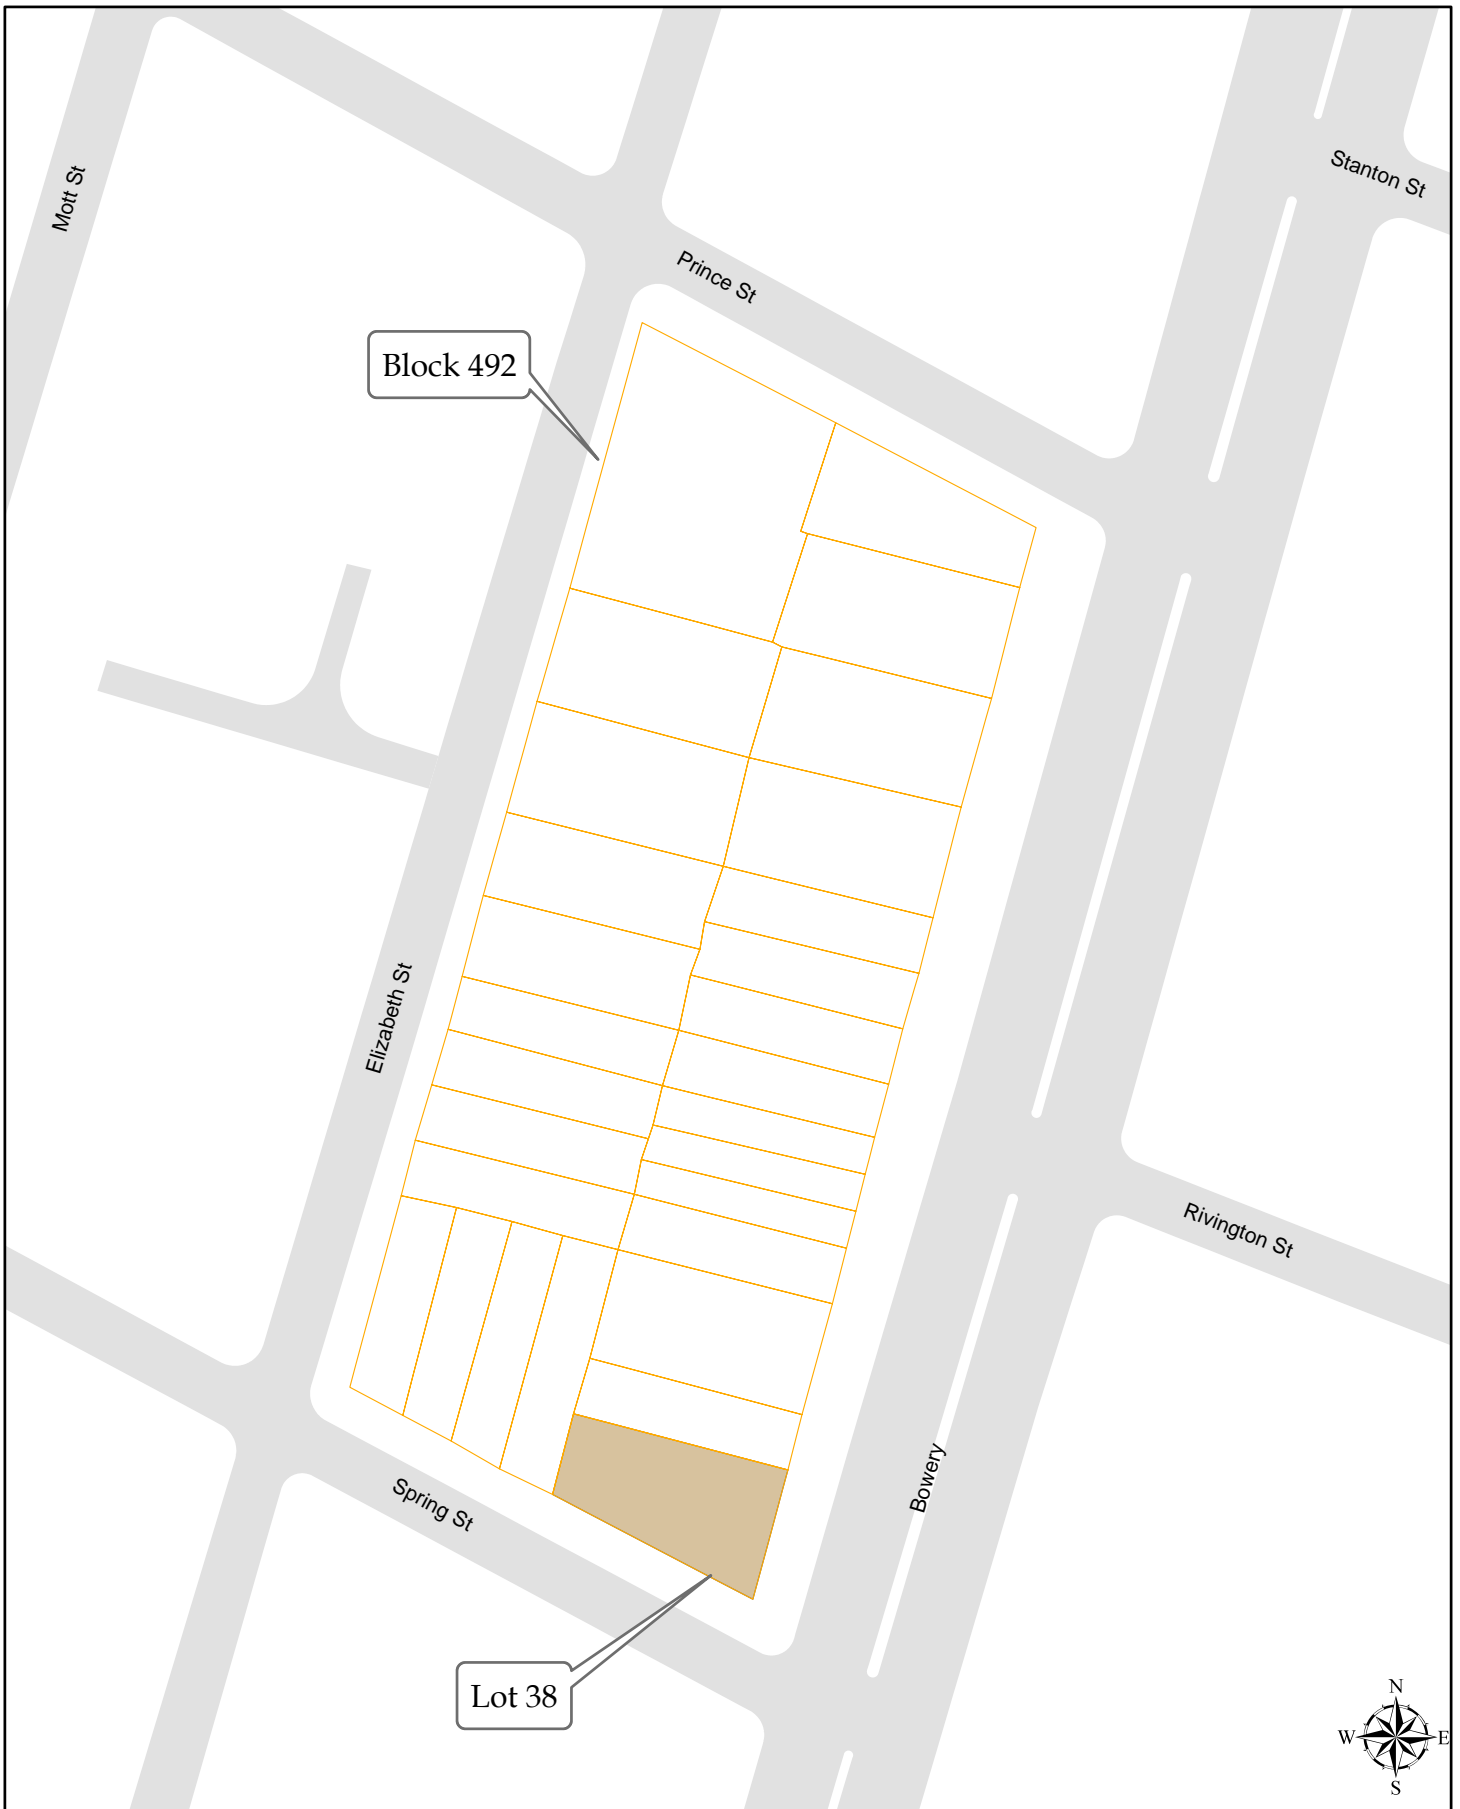 Stanton St
Mott St
Prince St
Block 492
Elizabeth St
Rivington St
Bowery
Spring St
Lot 38
N
W
E
S